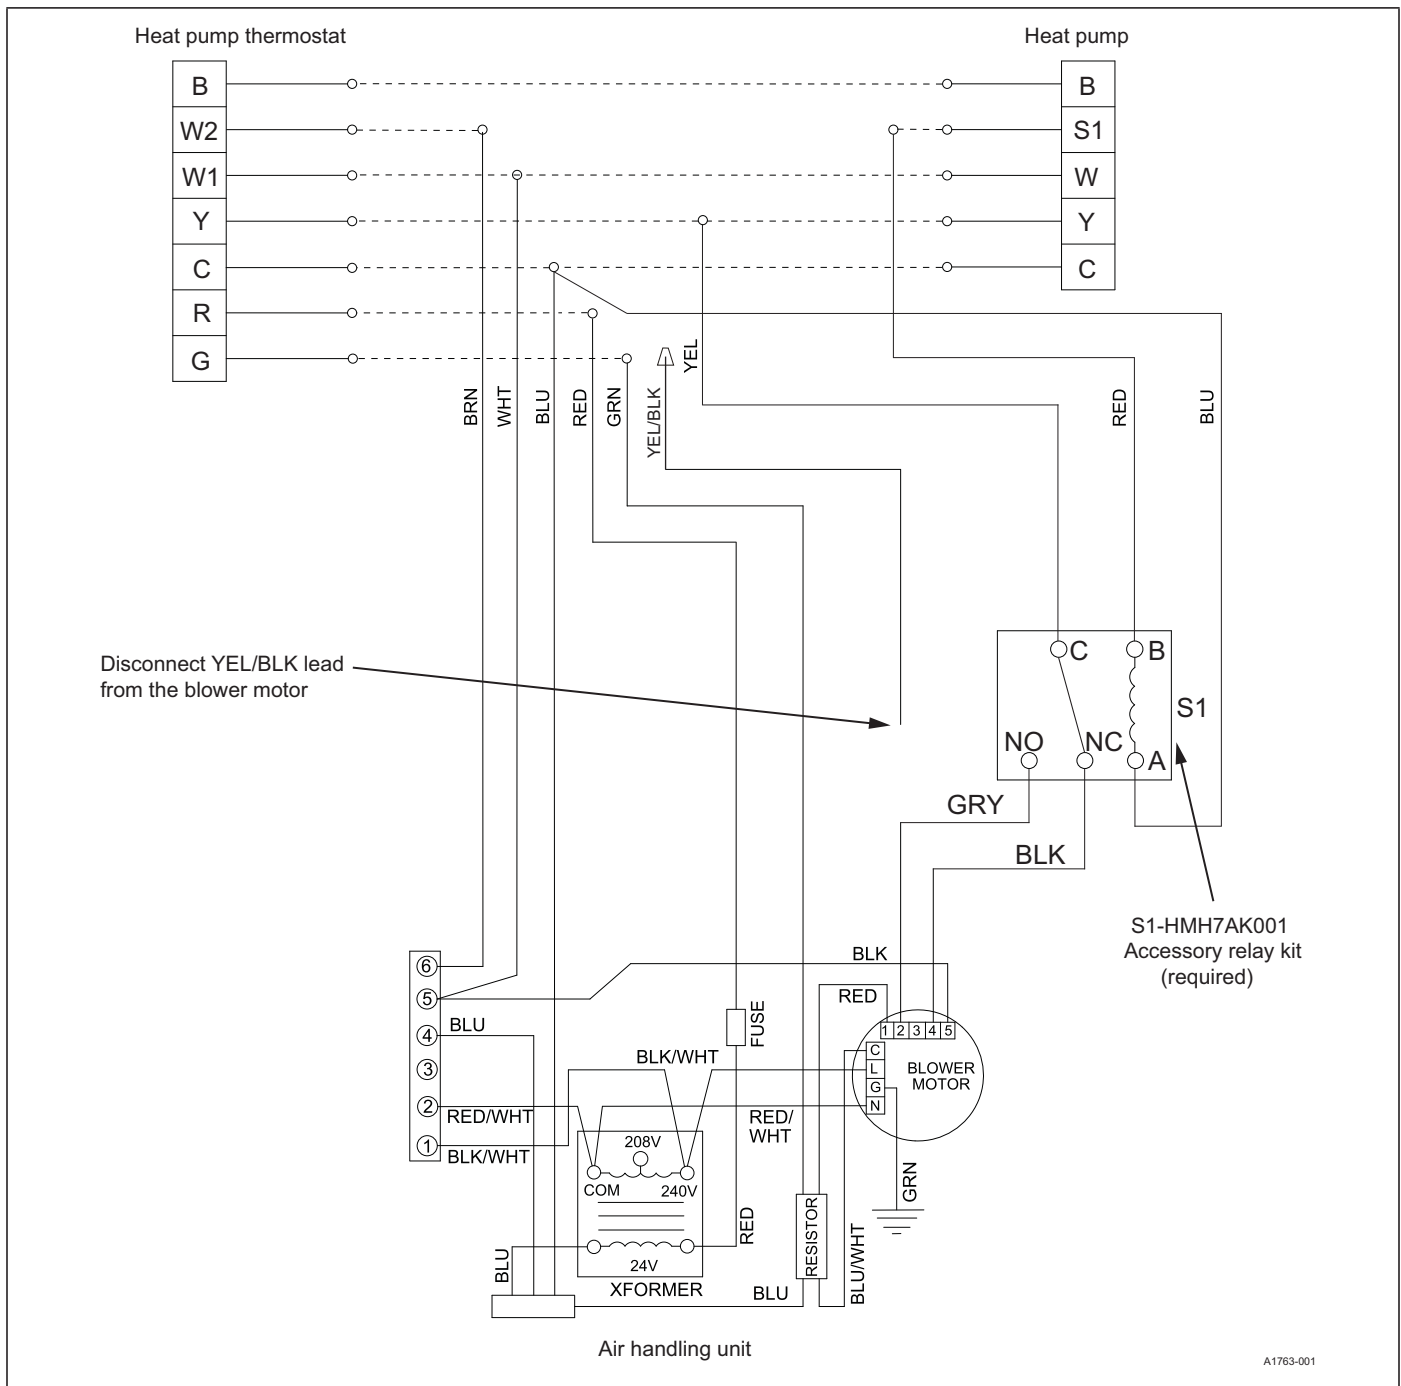 Heat pump thermostat
Heat pump
B
W2
W1
Y
C
R
G
B
S1
W
Y
C
BRN
WHT
BLU
RED
GRN
YEL/BLK
YEL
RED
BLU
Disconnect YEL/BLK lead
from the blower motor
C
B
S1
NO
NC
A
GRY
BLK
S1-HMH7AK001
Accessory relay kit
(required)
6
5
4
3
2
1
BLU
RED/WHT
BLK/WHT
BLK
RED
FUSE
BLK/WHT
1 2 3 4 5
C
L
G
N
BLOWER
MOTOR
RED/
WHT
208V
COM
240V
24V
XFORMER
BLU
RED
BLU
RESISTOR
BLU/WHT
GRN
Air handling unit
A1763-001